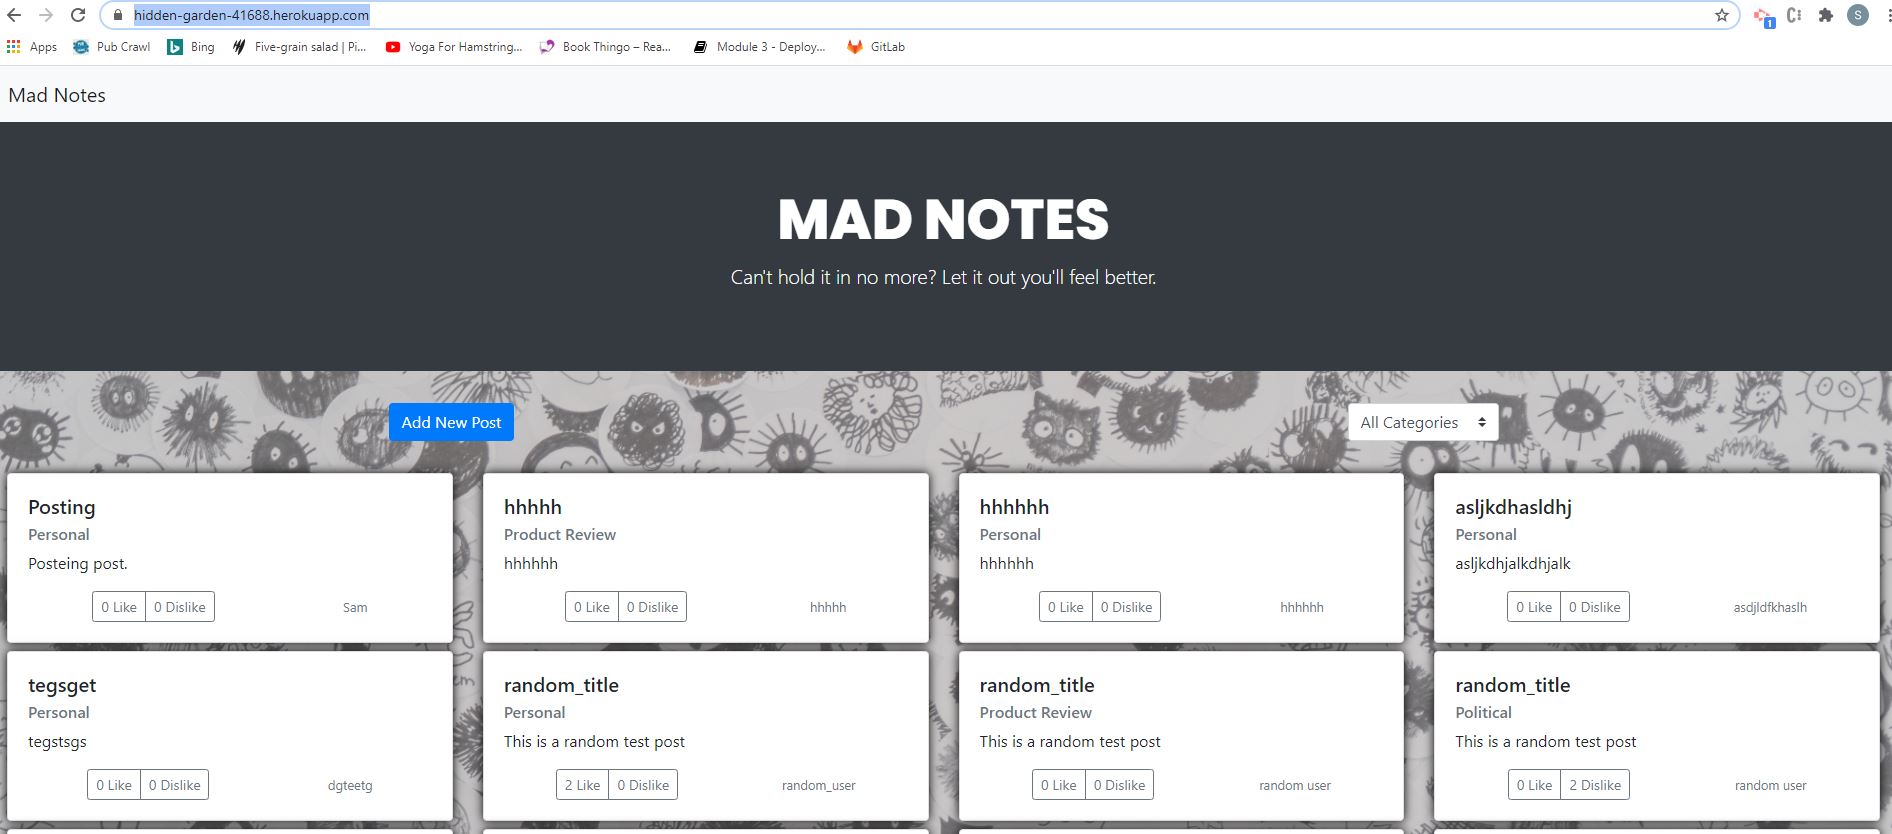 hidden-garden-41688.herokuapp.com
S
1
Apps Pub Crawl Bing Five-grain salad | Pi... Yoga For Hamstring... Book Thingo – Rea... Module 3 - Deploy... GitLab
Mad Notes
MAD NOTES
Can't hold it in no more? Let it out you'll feel better.
Add New Post
All Categories
Posting
Personal
Posteing post.
0 Like 0 Dislike Sam
hhhhh
Product Review
hhhhhh
0 Like 0 Dislike hhhhh
hhhhhh
Personal
hhhhhh
0 Like 0 Dislike hhhhhh
asljkdhasldhj
Personal
asljkdhjalkdhjalk
0 Like 0 Dislike asdjldfkhaslh
tegsget
Personal
tegstsgs
0 Like 0 Dislike dgteetg
random_title
Personal
This is a random test post
2 Like 0 Dislike random_user
random_title
Product Review
This is a random test post
0 Like 0 Dislike random user
random_title
Political
This is a random test post
0 Like 2 Dislike random user